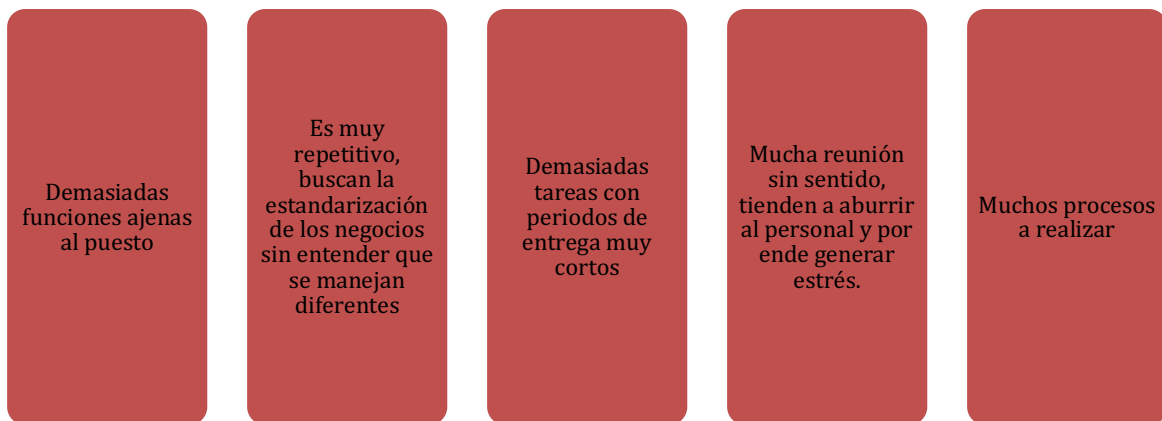 Demasiadas
funciones ajenas
al puesto
Es muy
repetitivo,
buscan la
estandarización
de los negocios
sin entender que
se manejan
diferentes
Demasiadas
tareas con
periodos de
entrega muy
cortos
Mucha reunión
sin sentido,
tienden a aburrir
al personal y por
ende generar
estrés.
Muchos procesos
a realizar